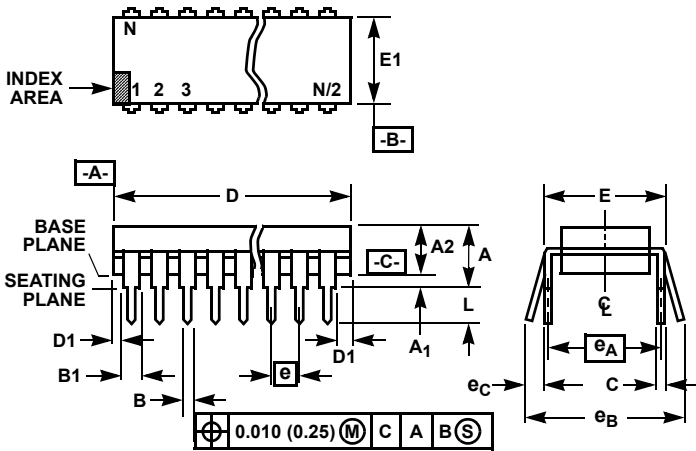 N
INDEX
AREA
1 2 3 N/2
E1
-B-
-A-
D
E
BASE
PLANE
A2
A
-C-
SEATING
PLANE
L
D1
A1
D1
B1
e
B
0.010 (0.25) M C A B S
℄
eA
eC
C
eB